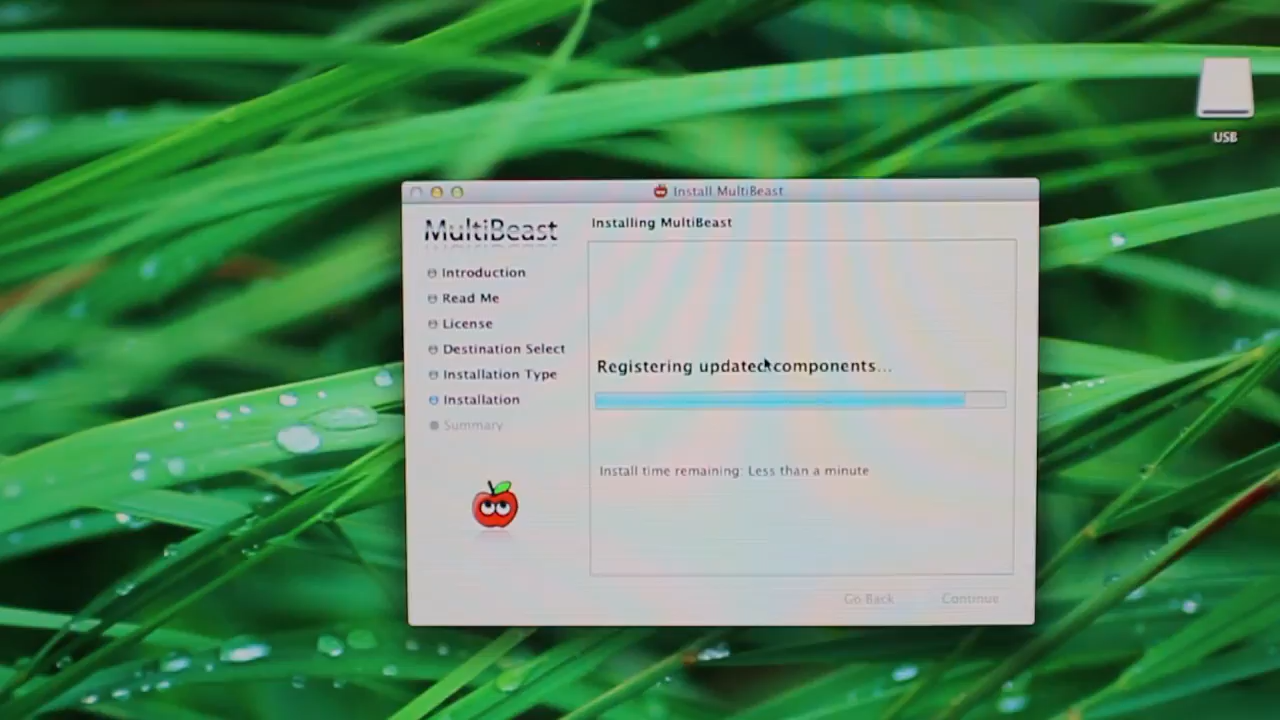 USB
Install MultiBeast
MultiBeast
Installing MultiBeast
Introduction
Read Me
License
Destination Select
Installation Type
Installation
Summary
Registering updated components...
Install time remaining: Less than a minute
Go Back
Continue